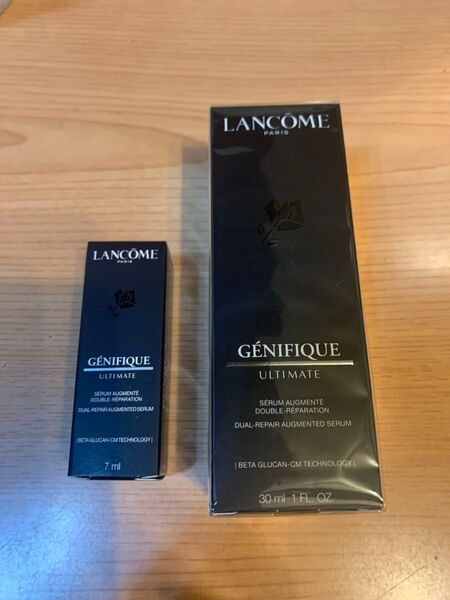 LANCÔME
PARIS
GÉNIFIQUE
ULTIMATE
SÉRUM AUGMENTÉ
DOUBLE-RÉPARATION
DUAL-REPAIR AUGMENTED SERUM
| BETA GLUCAN-CM TECHNOLOGY |
7 ml
LANCÔME
PARIS
GÉNIFIQUE
ULTIMATE
SÉRUM AUGMENTÉ
DOUBLE-RÉPARATION
DUAL-REPAIR AUGMENTED SERUM
| BETA GLUCAN-CM TECHNOLOGY |
30 ml 1 FL. OZ.